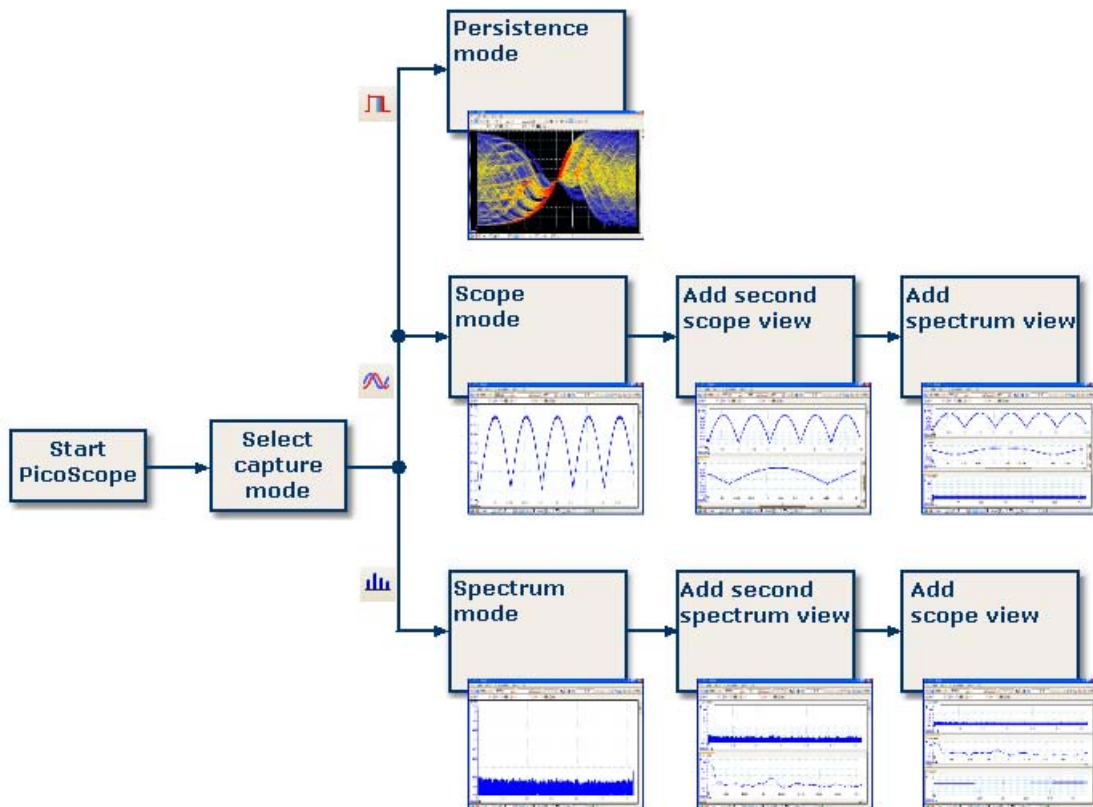 Persistence
mode
Scope
mode
Add second
scope view
Add
spectrum view
Start
PicoScope
Select
capture
mode
Spectrum
mode
Add second
spectrum view
Add
scope view